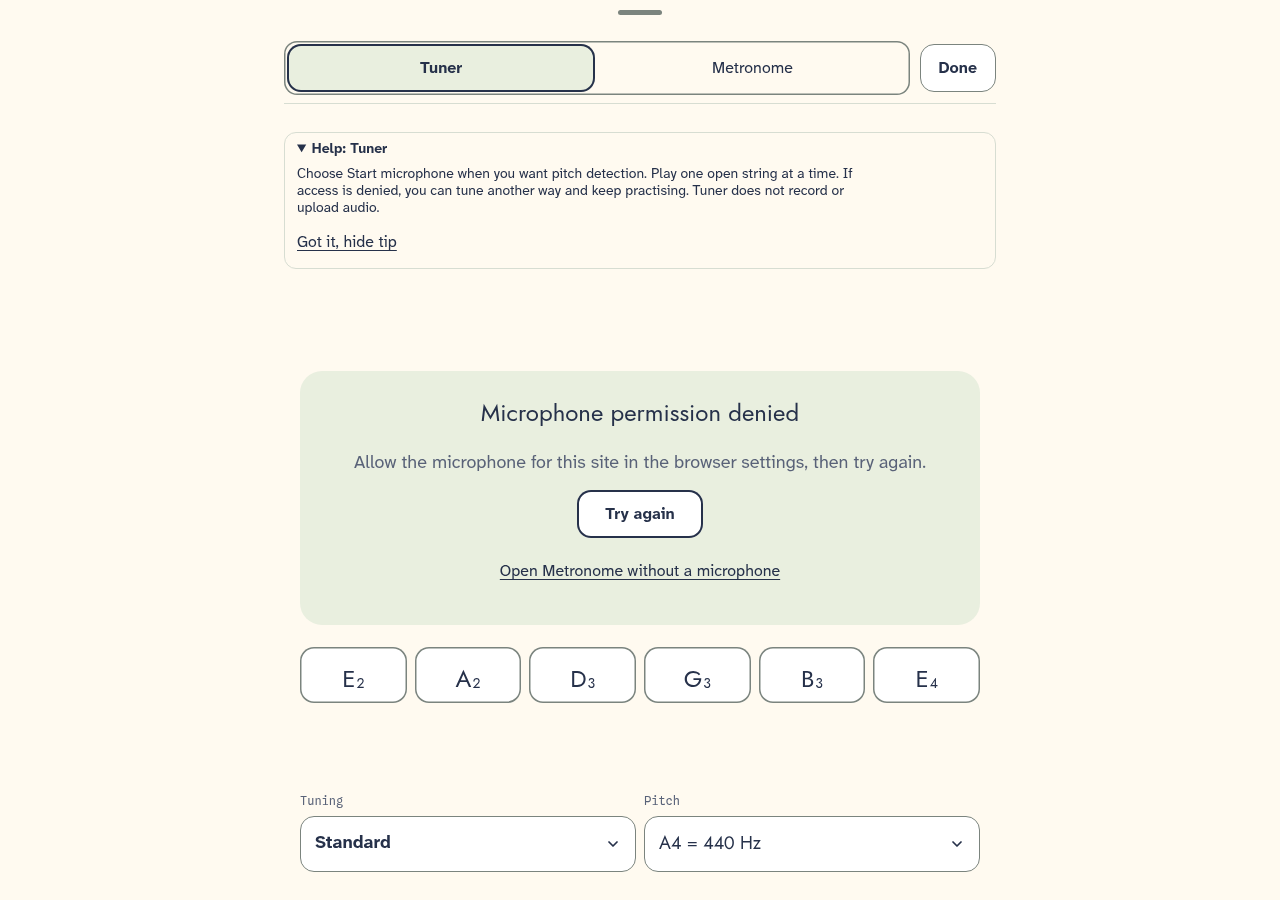 Tuner
Metronome
Done
Help: Tuner
Choose Start microphone when you want pitch detection. Play one open string at a time. If
access is denied, you can tune another way and keep practising. Tuner does not record or
upload audio.
Got it, hide tip
Microphone permission denied
Allow the microphone for this site in the browser settings, then try again.
Try again
Open Metronome without a microphone
E2
A2
D3
G3
B3
E4
Tuning
Pitch
Standard
A4 = 440 Hz